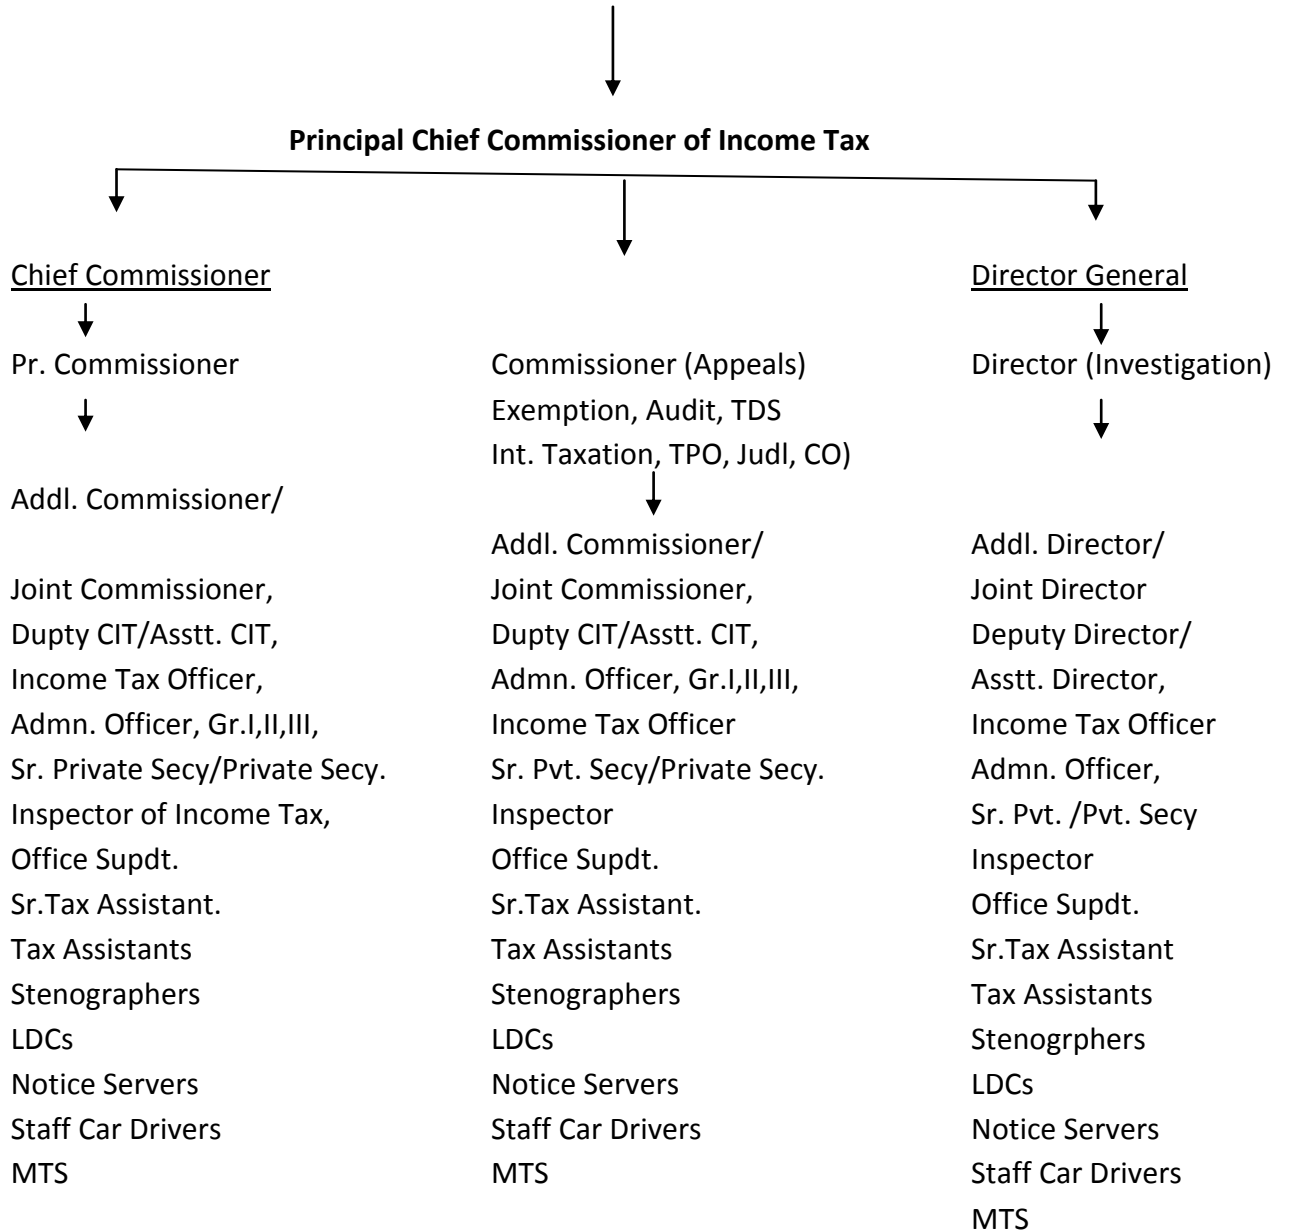 Principal Chief Commissioner of Income Tax
Chief Commissioner
Pr. Commissioner
Addl. Commissioner/
Joint Commissioner,
Dupty CIT/Asstt. CIT,
Income Tax Officer,
Admn. Officer, Gr.I,II,III,
Sr. Private Secy/Private Secy.
Inspector of Income Tax,
Office Supdt.
Sr.Tax Assistant.
Tax Assistants
Stenographers
LDCs
Notice Servers
Staff Car Drivers
MTS
Commissioner (Appeals)
Exemption, Audit, TDS
Int. Taxation, TPO, Judl, CO)
Addl. Commissioner/
Joint Commissioner,
Dupty CIT/Asstt. CIT,
Admn. Officer, Gr.I,II,III,
Income Tax Officer
Sr. Pvt. Secy/Private Secy.
Inspector
Office Supdt.
Sr.Tax Assistant.
Tax Assistants
Stenographers
LDCs
Notice Servers
Staff Car Drivers
MTS
Director General
Director (Investigation)
Addl. Director/
Joint Director
Deputy Director/
Asstt. Director,
Income Tax Officer
Admn. Officer,
Sr. Pvt. /Pvt. Secy
Inspector
Office Supdt.
Sr.Tax Assistant
Tax Assistants
Stenogrphers
LDCs
Notice Servers
Staff Car Drivers
MTS